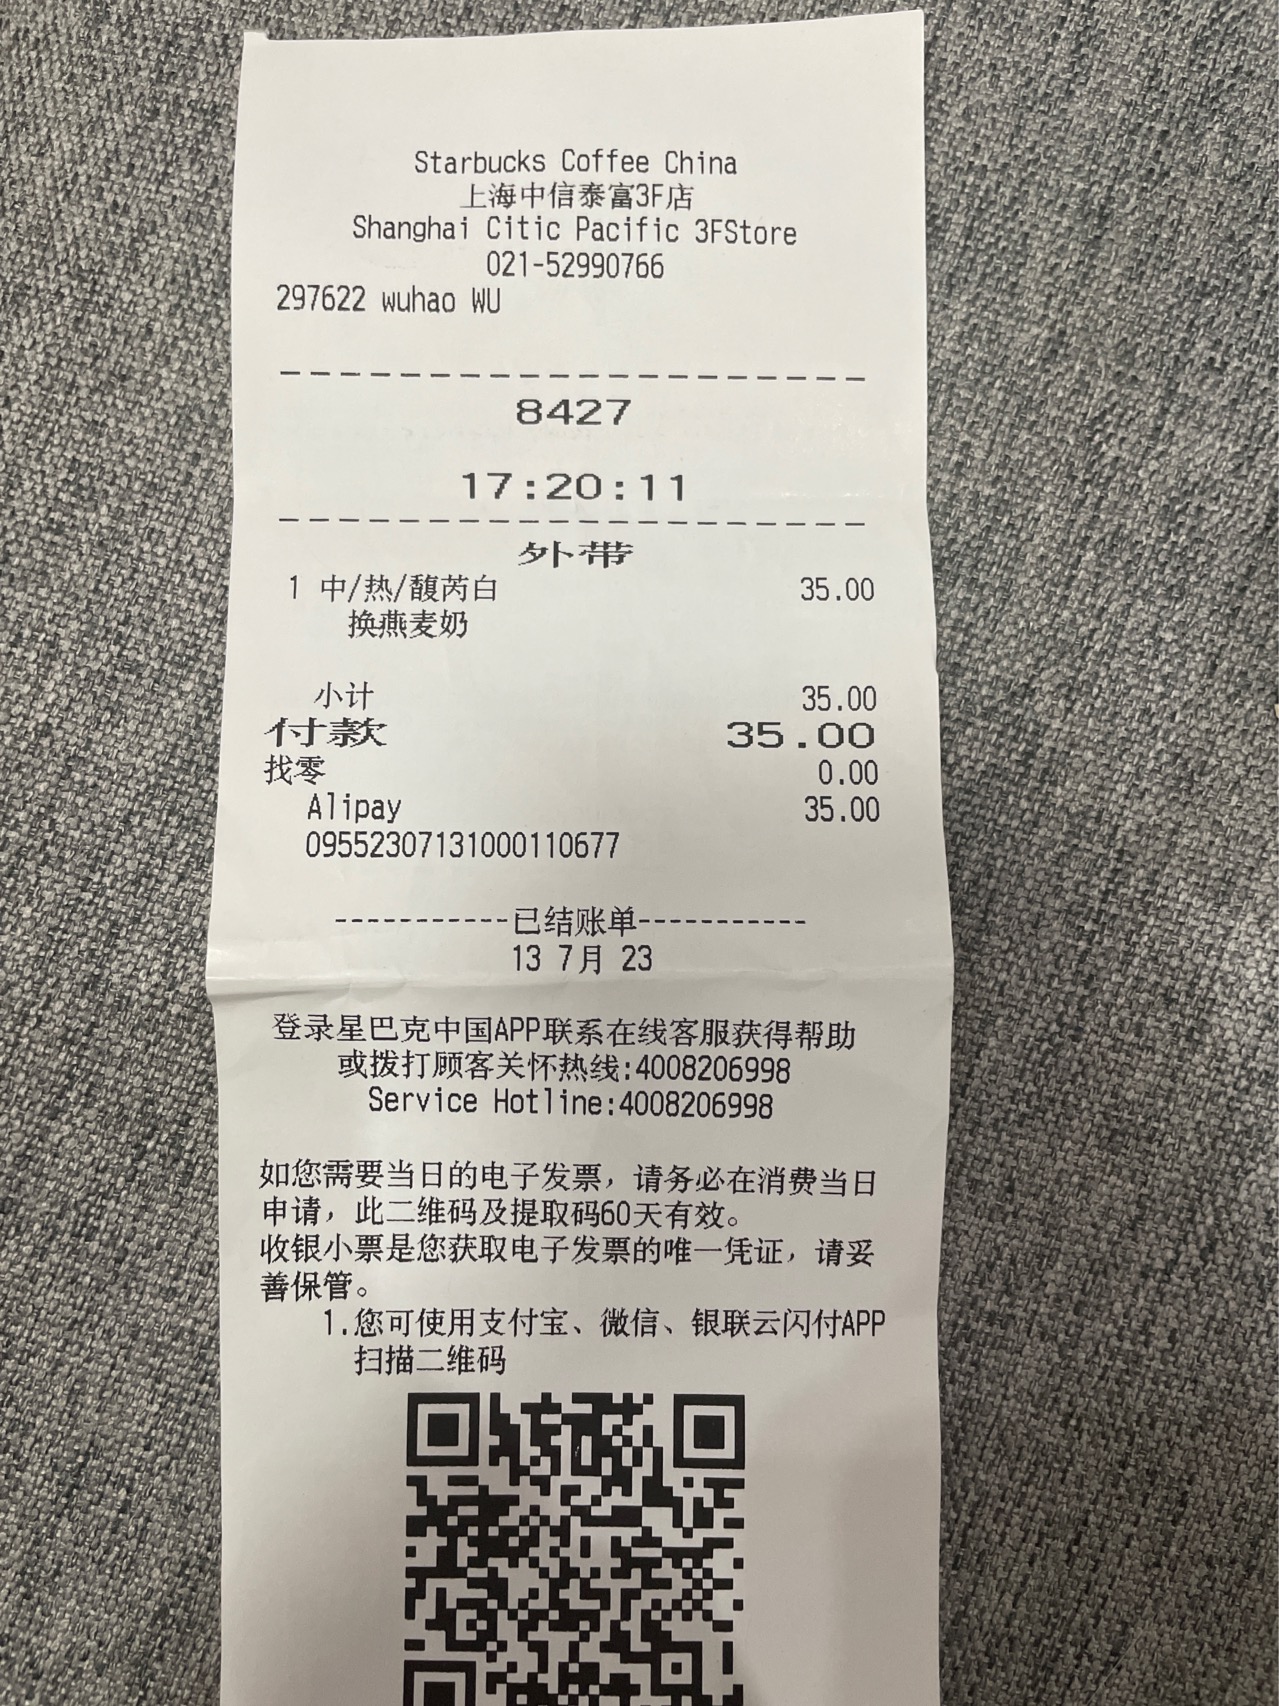 Starbucks Coffee China
上海中信泰富3F店
Shanghai Citic Pacific 3FStore
021-52990766
297622 wuhao WU
--------------------
8427
17:20:11
--------------------
外带
1 中/热/馥芮白 35.00
换燕麦奶
小计 35.00
付款 35.00
找零 0.00
Alipay 35.00
09552307131000110677
-----------已结账单-----------
13 7月 23
登录星巴克中国APP联系在线客服获得帮助
或拨打顾客关怀热线:4008206998
Service Hotline:4008206998
如您需要当日的电子发票，请务必在消费当日
申请，此二维码及提取码60天有效。
收银小票是您获取电子发票的唯一凭证，请妥
善保管。
1.您可使用支付宝、微信、银联云闪付APP
扫描二维码